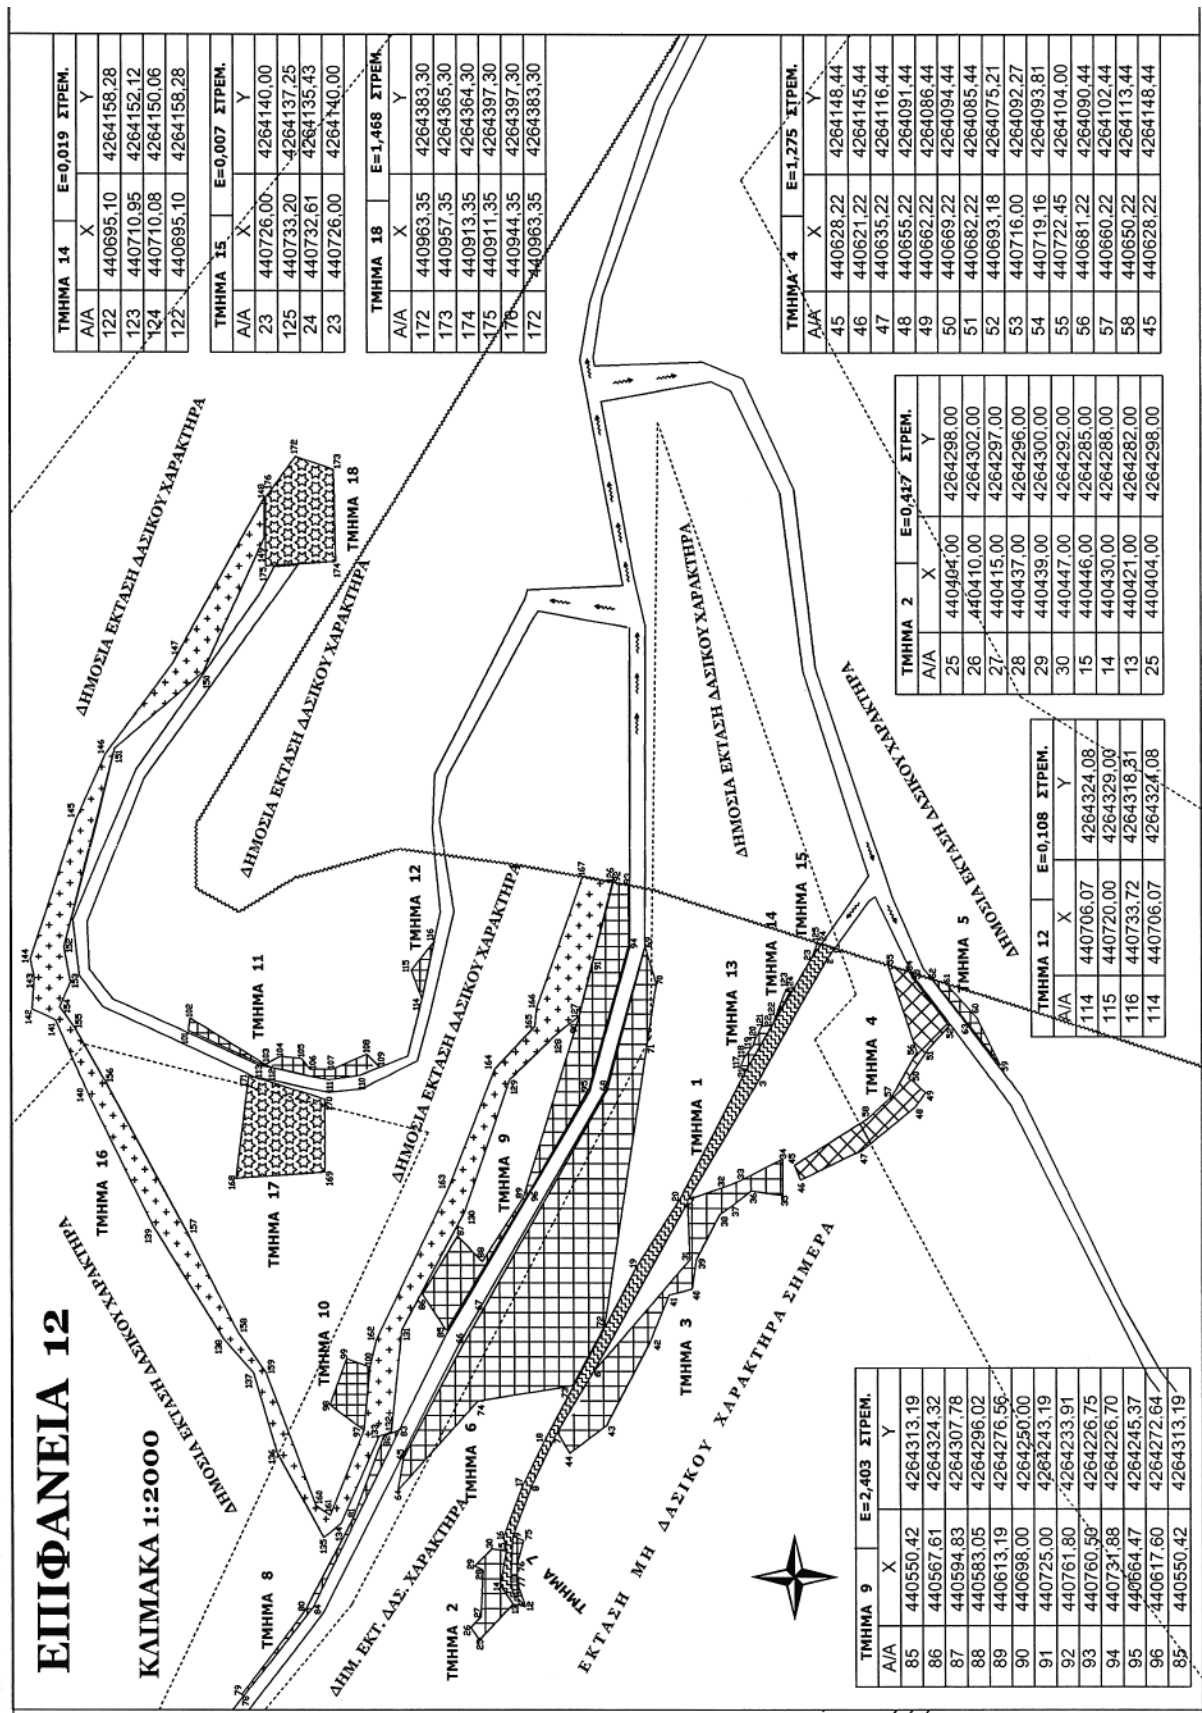 ΕΠΙΦΑΝΕΙΑ 12
ΚΛΙΜΑΚΑ 1:2000
ΔΗΜΟΣΙΑ ΕΚΤΑΣΗ ΔΑΣΙΚΟΥ ΧΑΡΑΚΤΗΡΑ
ΔΗΜΟΣΙΑ ΕΚΤΑΣΗ ΔΑΣΙΚΟΥ ΧΑΡΑΚΤΗΡΑ
ΔΗΜΟΣΙΑ ΕΚΤΑΣΗ ΔΑΣΙΚΟΥ ΧΑΡΑΚΤΗΡΑ
ΔΗΜΟΣΙΑ ΕΚΤΑΣΗ ΔΑΣΙΚΟΥ ΧΑΡΑΚΤΗΡΑ
ΔΗΜΟΣΙΑ ΕΚΤΑΣΗ ΔΑΣΙΚΟΥ ΧΑΡΑΚΤΗΡΑ
ΔΗΜΟΣΙΑ ΕΚΤΑΣΗ ΔΑΣΙΚΟΥ ΧΑΡΑΚΤΗΡΑ
ΔΗΜ. ΕΚΤ. ΔΑΣ. ΧΑΡΑΚΤΗΡΑ
ΕΚΤΑΣΗ ΜΗ ΔΑΣΙΚΟΥ ΧΑΡΑΚΤΗΡΑ ΣΗΜΕΡΑ
ΤΜΗΜΑ 16
ΤΜΗΜΑ 17
ΤΜΗΜΑ 11
ΤΜΗΜΑ 18
ΤΜΗΜΑ 12
ΤΜΗΜΑ 10
ΤΜΗΜΑ 9
ΤΜΗΜΑ 8
ΤΜΗΜΑ 6
ΤΜΗΜΑ 2
ΤΜΗΜΑ 7
ΤΜΗΜΑ 3
ΤΜΗΜΑ 1
ΤΜΗΜΑ 13
ΤΜΗΜΑ 14
ΤΜΗΜΑ 15
ΤΜΗΜΑ 4
ΤΜΗΜΑ 5
ΤΜΗΜΑ 14 Ε=0,019 ΣΤΡΕΜ.
Α/Α X Y
122 440695,10 4264158,28
123 440710,95 4264152,12
124 440710,08 4264150,06
122 440695,10 4264158,28
ΤΜΗΜΑ 15 Ε=0,007 ΣΤΡΕΜ.
Α/Α X Y
23 440726,00 4264140,00
125 440733,20 4264137,25
24 440732,61 4264135,43
23 440726,00 4264140,00
ΤΜΗΜΑ 18 Ε=1,468 ΣΤΡΕΜ.
Α/Α X Y
172 440963,35 4264383,30
173 440957,35 4264365,30
174 440913,35 4264364,30
175 440911,35 4264397,30
176 440944,35 4264397,30
172 440963,35 4264383,30
ΤΜΗΜΑ 4 Ε=1,275 ΣΤΡΕΜ.
Α/Α X Y
45 440628,22 4264148,44
46 440621,22 4264145,44
47 440635,22 4264116,44
48 440655,22 4264091,44
49 440662,22 4264086,44
50 440669,22 4264094,44
51 440682,22 4264085,44
52 440693,18 4264075,21
53 440716,00 4264092,27
54 440719,16 4264093,81
55 440722,45 4264104,00
56 440681,22 4264090,44
57 440660,22 4264102,44
58 440650,22 4264113,44
45 440628,22 4264148,44
ΤΜΗΜΑ 2 Ε=0,417 ΣΤΡΕΜ.
Α/Α X Y
25 440404,00 4264298,00
26 440410,00 4264302,00
27 440415,00 4264297,00
28 440437,00 4264296,00
29 440439,00 4264300,00
30 440447,00 4264292,00
15 440446,00 4264285,00
14 440430,00 4264288,00
13 440421,00 4264282,00
25 440404,00 4264298,00
ΤΜΗΜΑ 12 Ε=0,108 ΣΤΡΕΜ.
Α/Α X Y
114 440706,07 4264324,08
115 440720,00 4264329,00
116 440733,72 4264318,31
114 440706,07 4264324,08
ΤΜΗΜΑ 9 Ε=2,403 ΣΤΡΕΜ.
Α/Α X Y
85 440550,42 4264313,19
86 440567,61 4264324,32
87 440594,83 4264307,78
88 440583,05 4264296,02
89 440613,19 4264276,56
90 440698,00 4264250,00
91 440725,00 4264243,19
92 440761,80 4264233,91
93 440760,50 4264226,75
94 440731,88 4264226,70
95 440664,47 4264245,37
96 440617,60 4264272,64
85 440550,42 4264313,19